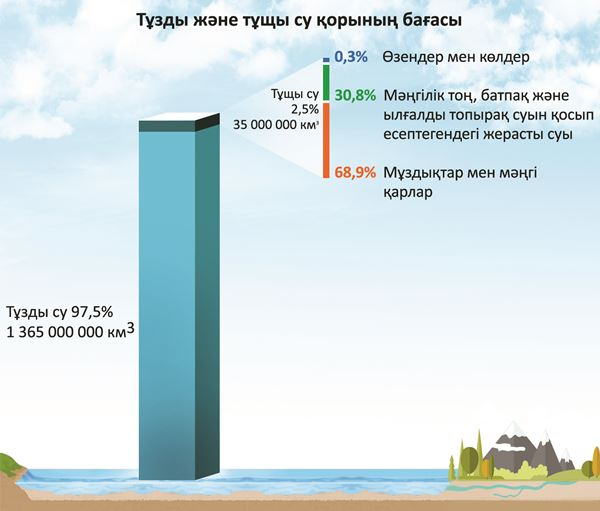 Тұзды және тұщы су қорының бағасы
0,3% Өзендер мен көлдер
Тұщы су
2,5%
35 000 000 км³
30,8% Мәңгілік тоң, батпақ және
ылғалды топырақ суын қосып
есептегендегі жерасты суы
68,9% Мұздықтар мен мәңгі
қарлар
Тұзды су 97,5%
1 365 000 000 км3